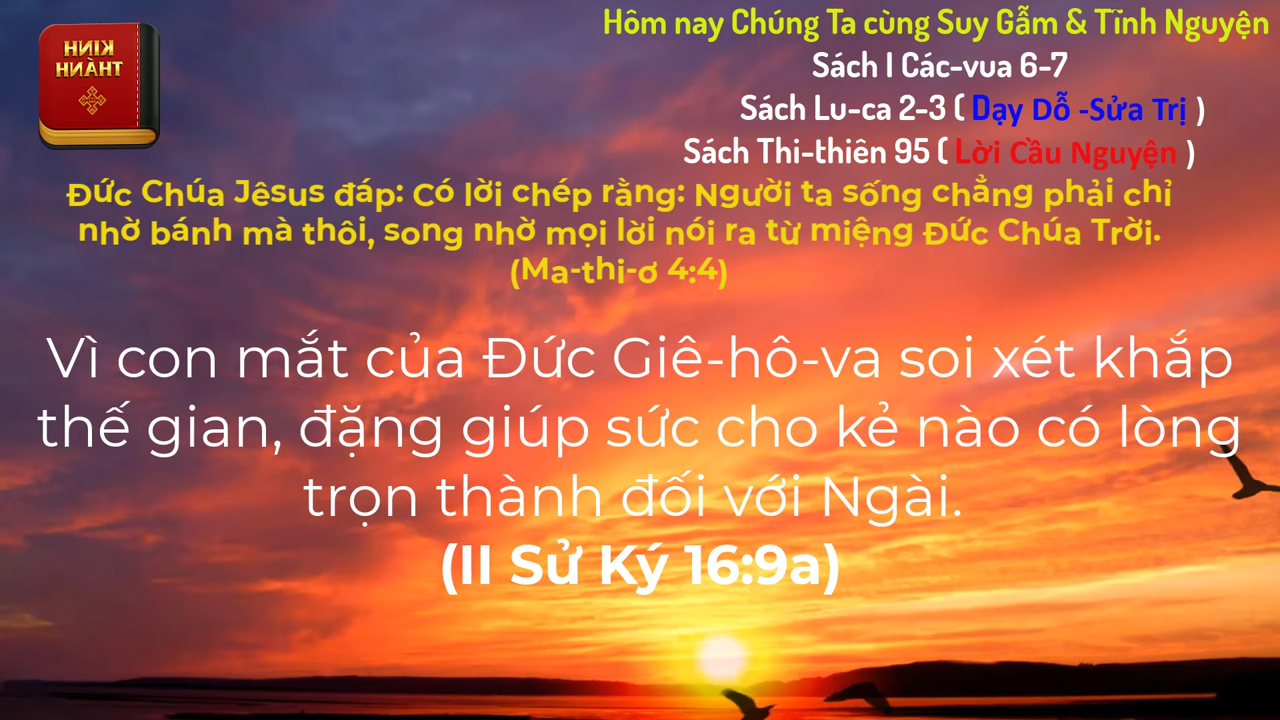 KINH
THÀNH
Hôm nay Chúng Ta cùng Suy Gẫm & Tĩnh Nguyện
Sách I Các-vua 6-7
Sách Lu-ca 2-3 ( Dạy Dỗ -Sửa Trị )
Sách Thi-thiên 95 ( Lời Cầu Nguyện )
Đức Chúa Jêsus đáp: Có lời chép rằng: Người ta sống chẳng phải chỉ
nhờ bánh mà thôi, song nhờ mọi lời nói ra từ miệng Đức Chúa Trời.
(Ma-thi-ơ 4:4)
Vì con mắt của Đức Giê-hô-va soi xét khắp
thế gian, đặng giúp sức cho kẻ nào có lòng
trọn thành đối với Ngài.
(II Sử Ký 16:9a)